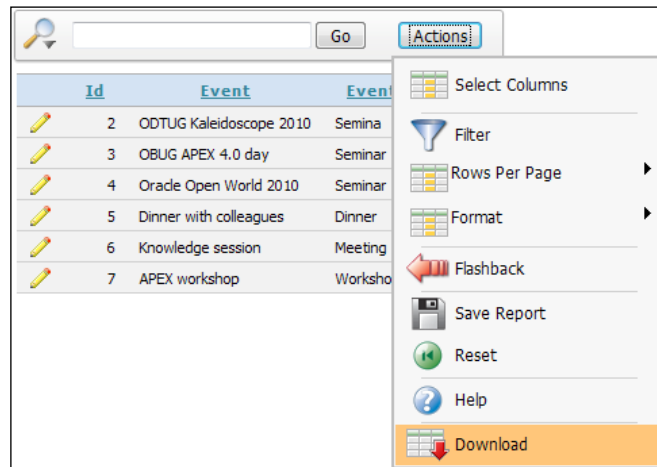 Go Actions
Id Event Event
2 ODTUG Kaleidoscope 2010 Semina
3 OBUG APEX 4.0 day Seminar
4 Oracle Open World 2010 Seminar
5 Dinner with colleagues Dinner
6 Knowledge session Meeting
7 APEX workshop Worksho
Select Columns
Filter
Rows Per Page
Format
Flashback
Save Report
Reset
Help
Download